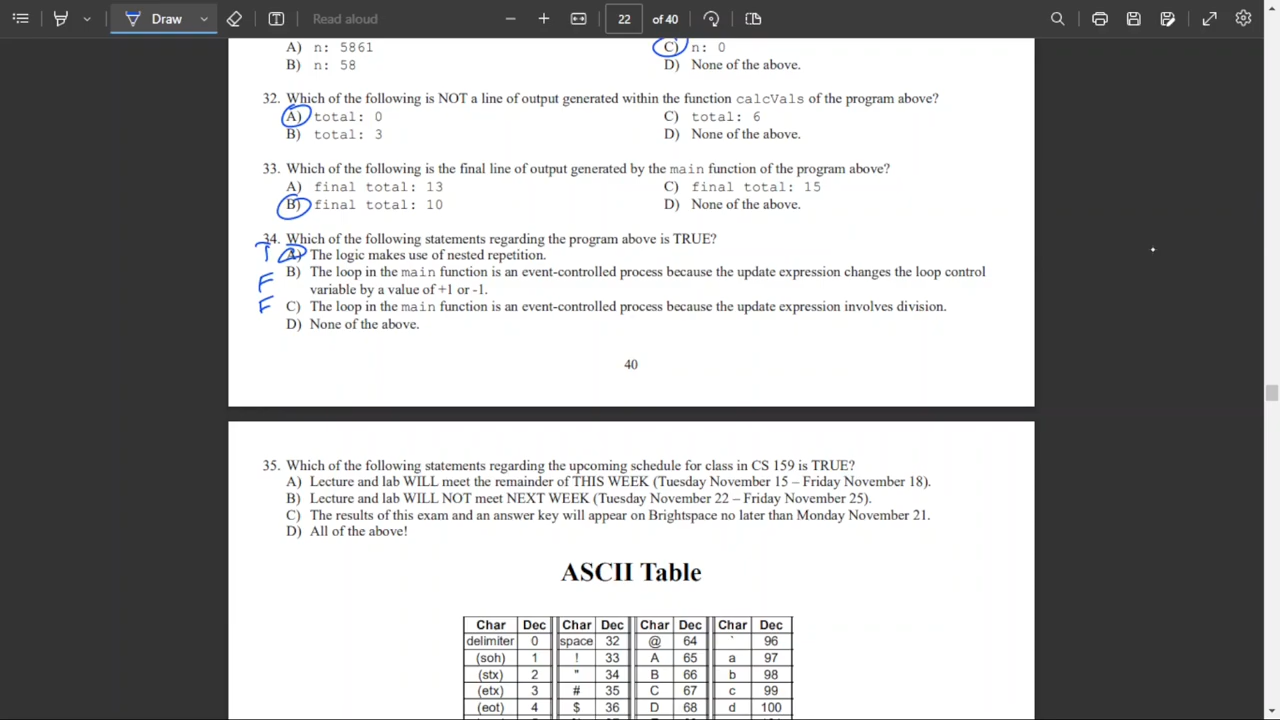 Draw
Read aloud
22 of 40
A) n: 5861
C) n: 0
B) n: 58
D) None of the above.
32. Which of the following is NOT a line of output generated within the function calcVals of the program above?
A) total: 0
C) total: 6
B) total: 3
D) None of the above.
33. Which of the following is the final line of output generated by the main function of the program above?
A) final total: 13
C) final total: 15
B) final total: 10
D) None of the above.
34. Which of the following statements regarding the program above is TRUE?
T A) The logic makes use of nested repetition.
F B) The loop in the main function is an event-controlled process because the update expression changes the loop control
variable by a value of +1 or -1.
F C) The loop in the main function is an event-controlled process because the update expression involves division.
D) None of the above.
40
35. Which of the following statements regarding the upcoming schedule for class in CS 159 is TRUE?
A) Lecture and lab WILL meet the remainder of THIS WEEK (Tuesday November 15 – Friday November 18).
B) Lecture and lab WILL NOT meet NEXT WEEK (Tuesday November 22 – Friday November 25).
C) The results of this exam and an answer key will appear on Brightspace no later than Monday November 21.
D) All of the above!
ASCII Table
Char Dec Char Dec Char Dec Char Dec
delimiter 0 space 32 @ 64 ` 96
(soh) 1 ! 33 A 65 a 97
(stx) 2 " 34 B 66 b 98
(etx) 3 # 35 C 67 c 99
(eot) 4 $ 36 D 68 d 100